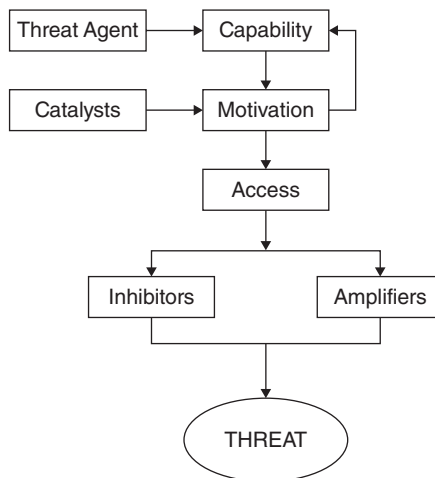 Threat Agent
Capability
Catalysts
Motivation
Access
Inhibitors
Amplifiers
THREAT